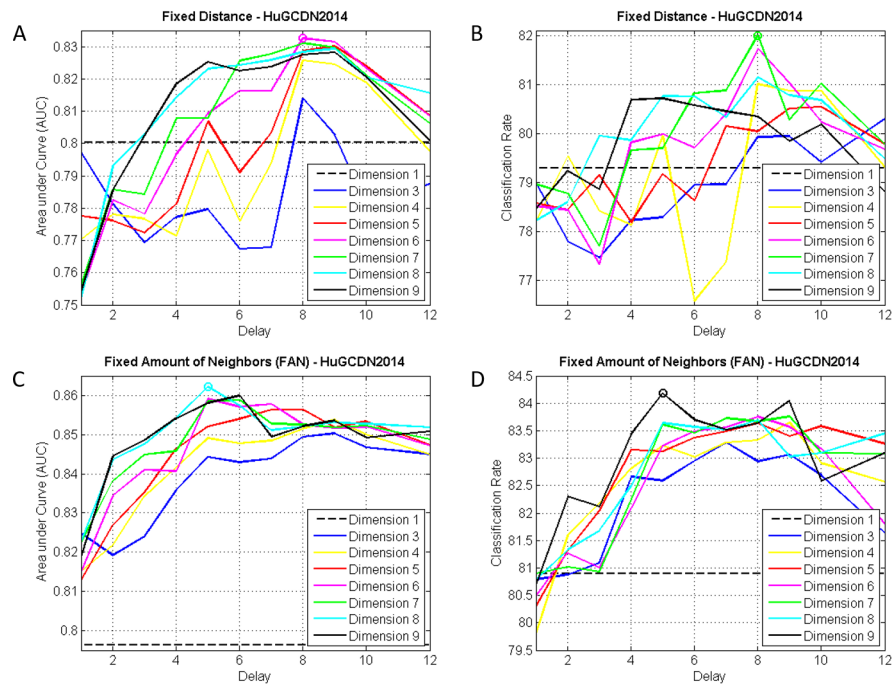 A
Fixed Distance - HuGCDN2014
Area under Curve (AUC)
0.83
0.82
0.81
0.8
0.79
0.78
0.77
0.76
0.75
2 4 6 8 10 12
Delay
Dimension 1
Dimension 3
Dimension 4
Dimension 5
Dimension 6
Dimension 7
Dimension 8
Dimension 9
B
Fixed Distance - HuGCDN2014
Classification Rate
82
81
80
79
78
77
2 4 6 8 10 12
Delay
Dimension 1
Dimension 3
Dimension 4
Dimension 5
Dimension 6
Dimension 7
Dimension 8
Dimension 9
C
Fixed Amount of Neighbors (FAN) - HuGCDN2014
Area under Curve (AUC)
0.86
0.85
0.84
0.83
0.82
0.81
0.8
2 4 6 8 10 12
Delay
Dimension 1
Dimension 3
Dimension 4
Dimension 5
Dimension 6
Dimension 7
Dimension 8
Dimension 9
D
Fixed Amount of Neighbors (FAN) - HuGCDN2014
Classification Rate
84.5
84
83.5
83
82.5
82
81.5
81
80.5
80
79.5
2 4 6 8 10 12
Delay
Dimension 1
Dimension 3
Dimension 4
Dimension 5
Dimension 6
Dimension 7
Dimension 8
Dimension 9